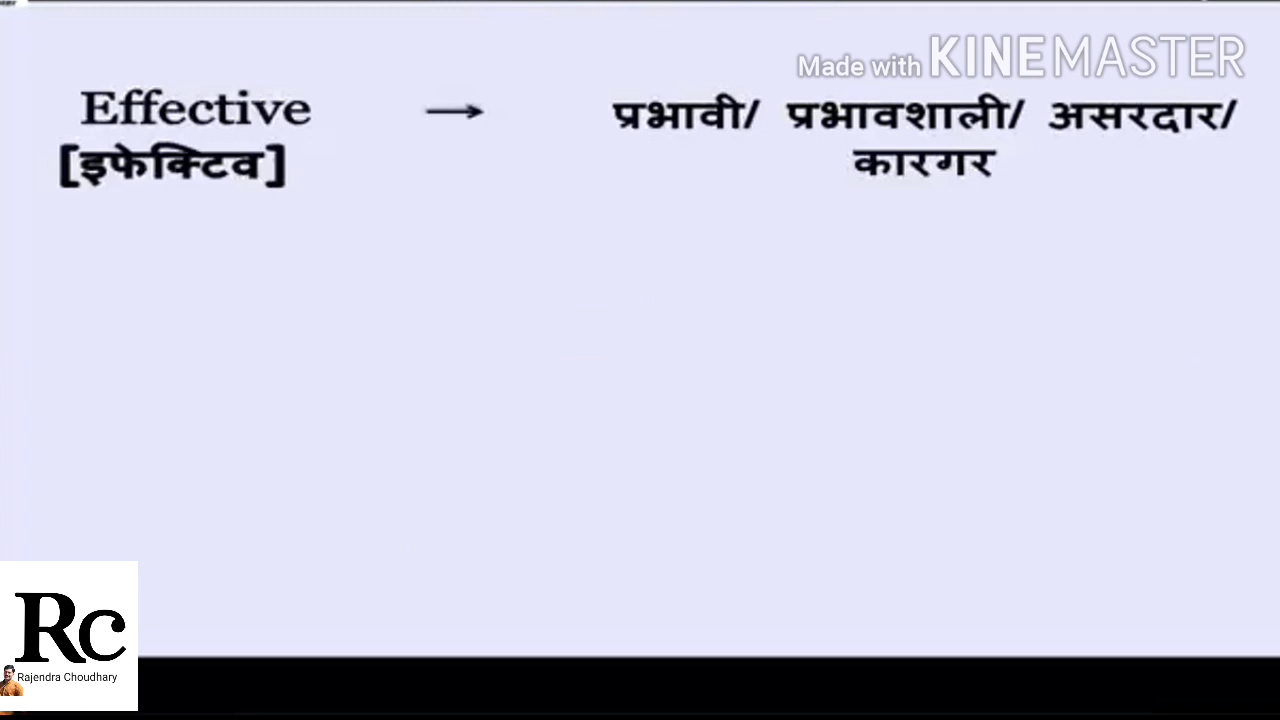 Made with KINEMASTER
Effective → प्रभावी/ प्रभावशाली/ असरदार/
[इफेक्टिव] कारगर
Rc
Rajendra Choudhary